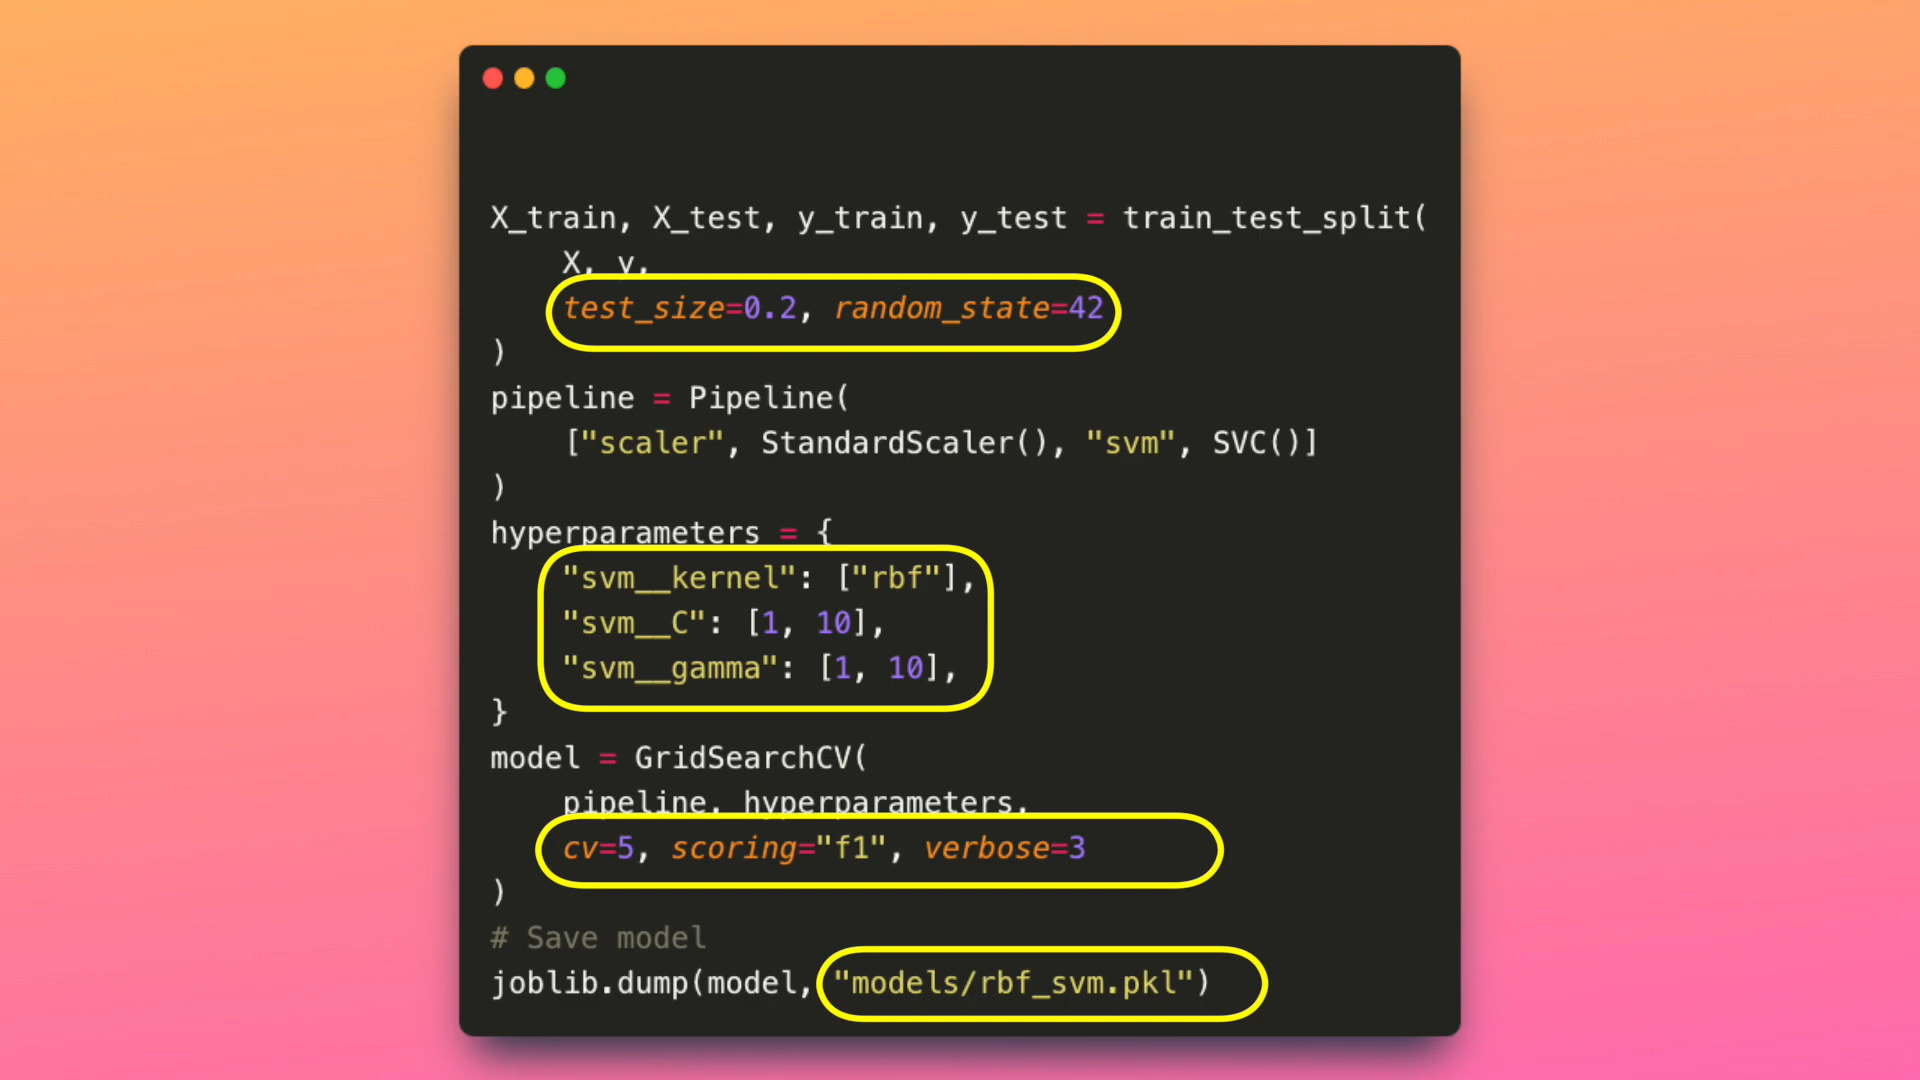 X_train, X_test, y_train, y_test = train_test_split(
X, y,
test_size=0.2, random_state=42
)
pipeline = Pipeline(
["scaler", StandardScaler(), "svm", SVC()]
)
hyperparameters = {
"svm__kernel": ["rbf"],
"svm__C": [1, 10],
"svm__gamma": [1, 10],
}
model = GridSearchCV(
pipeline, hyperparameters,
cv=5, scoring="f1", verbose=3
)
# Save model
joblib.dump(model, "models/rbf_svm.pkl")